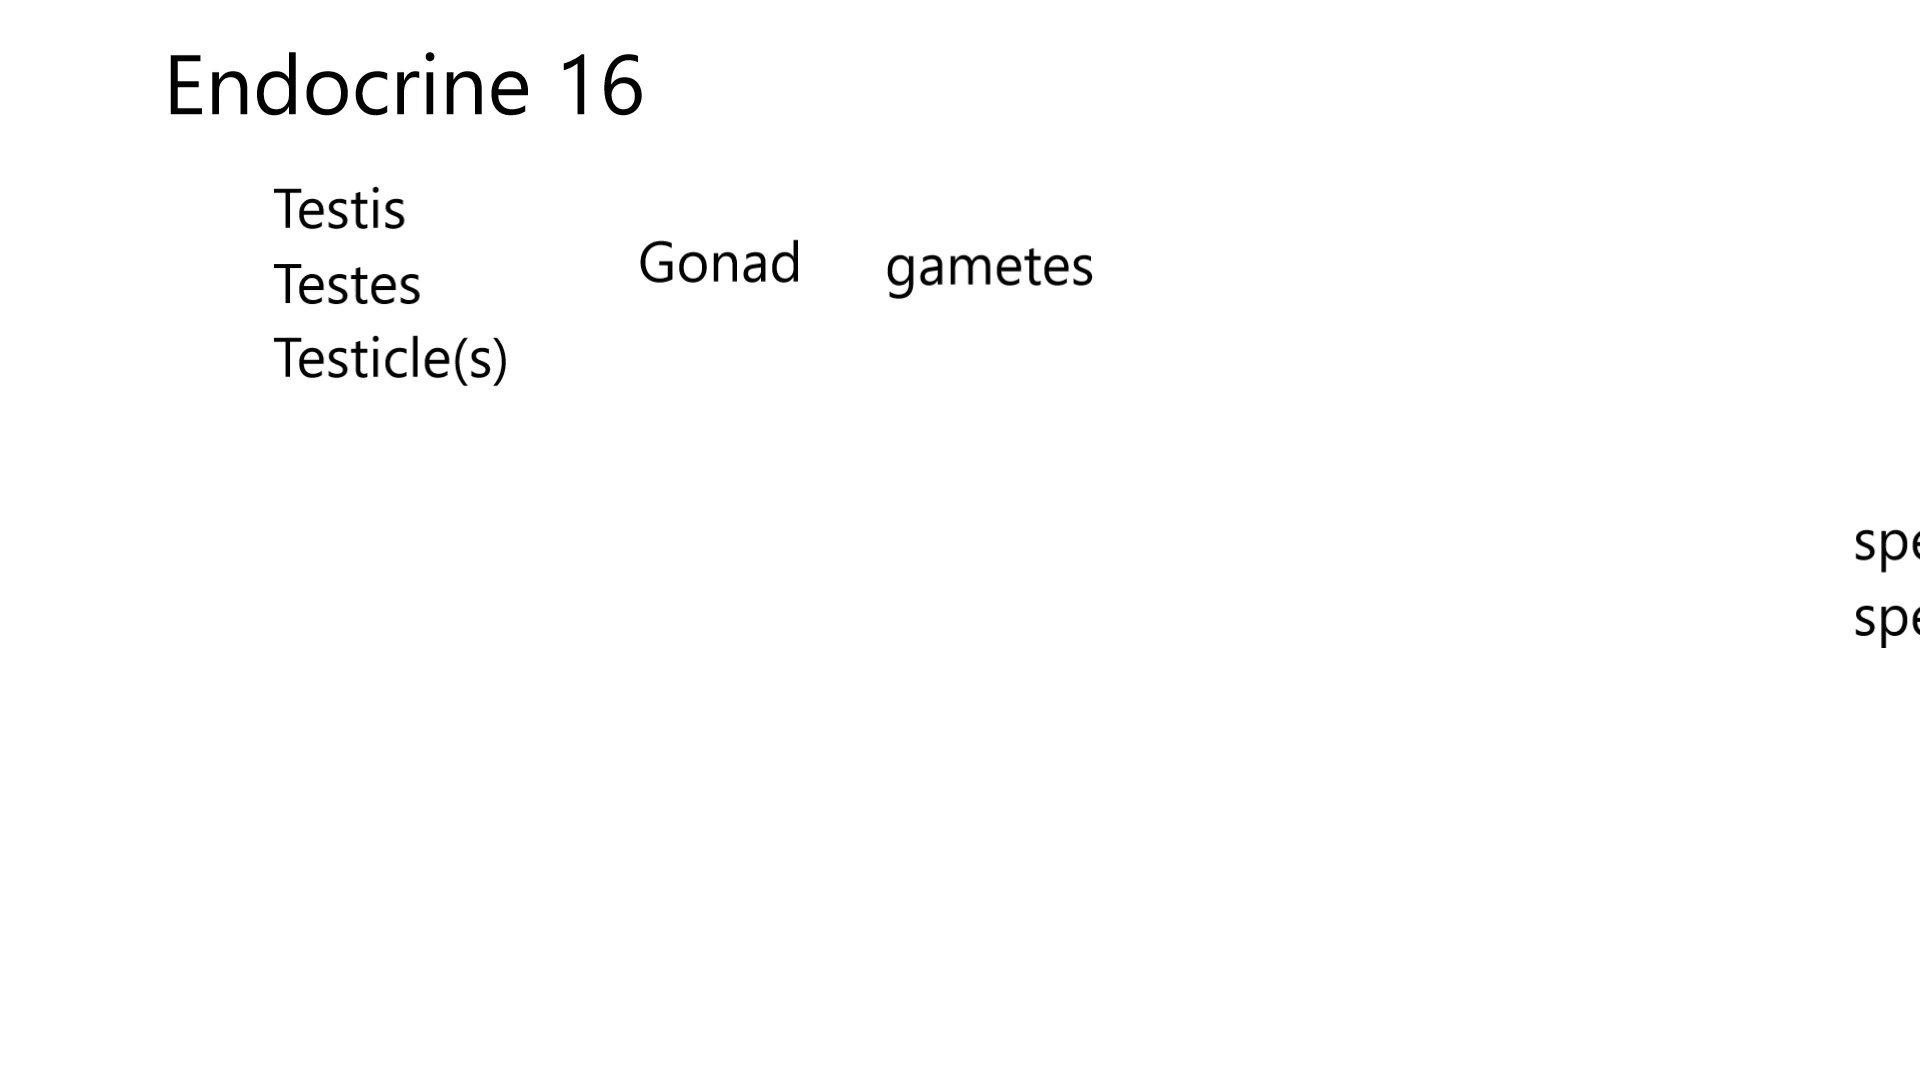 Endocrine 16
Testis
Testes
Testicle(s)
Gonad
gametes